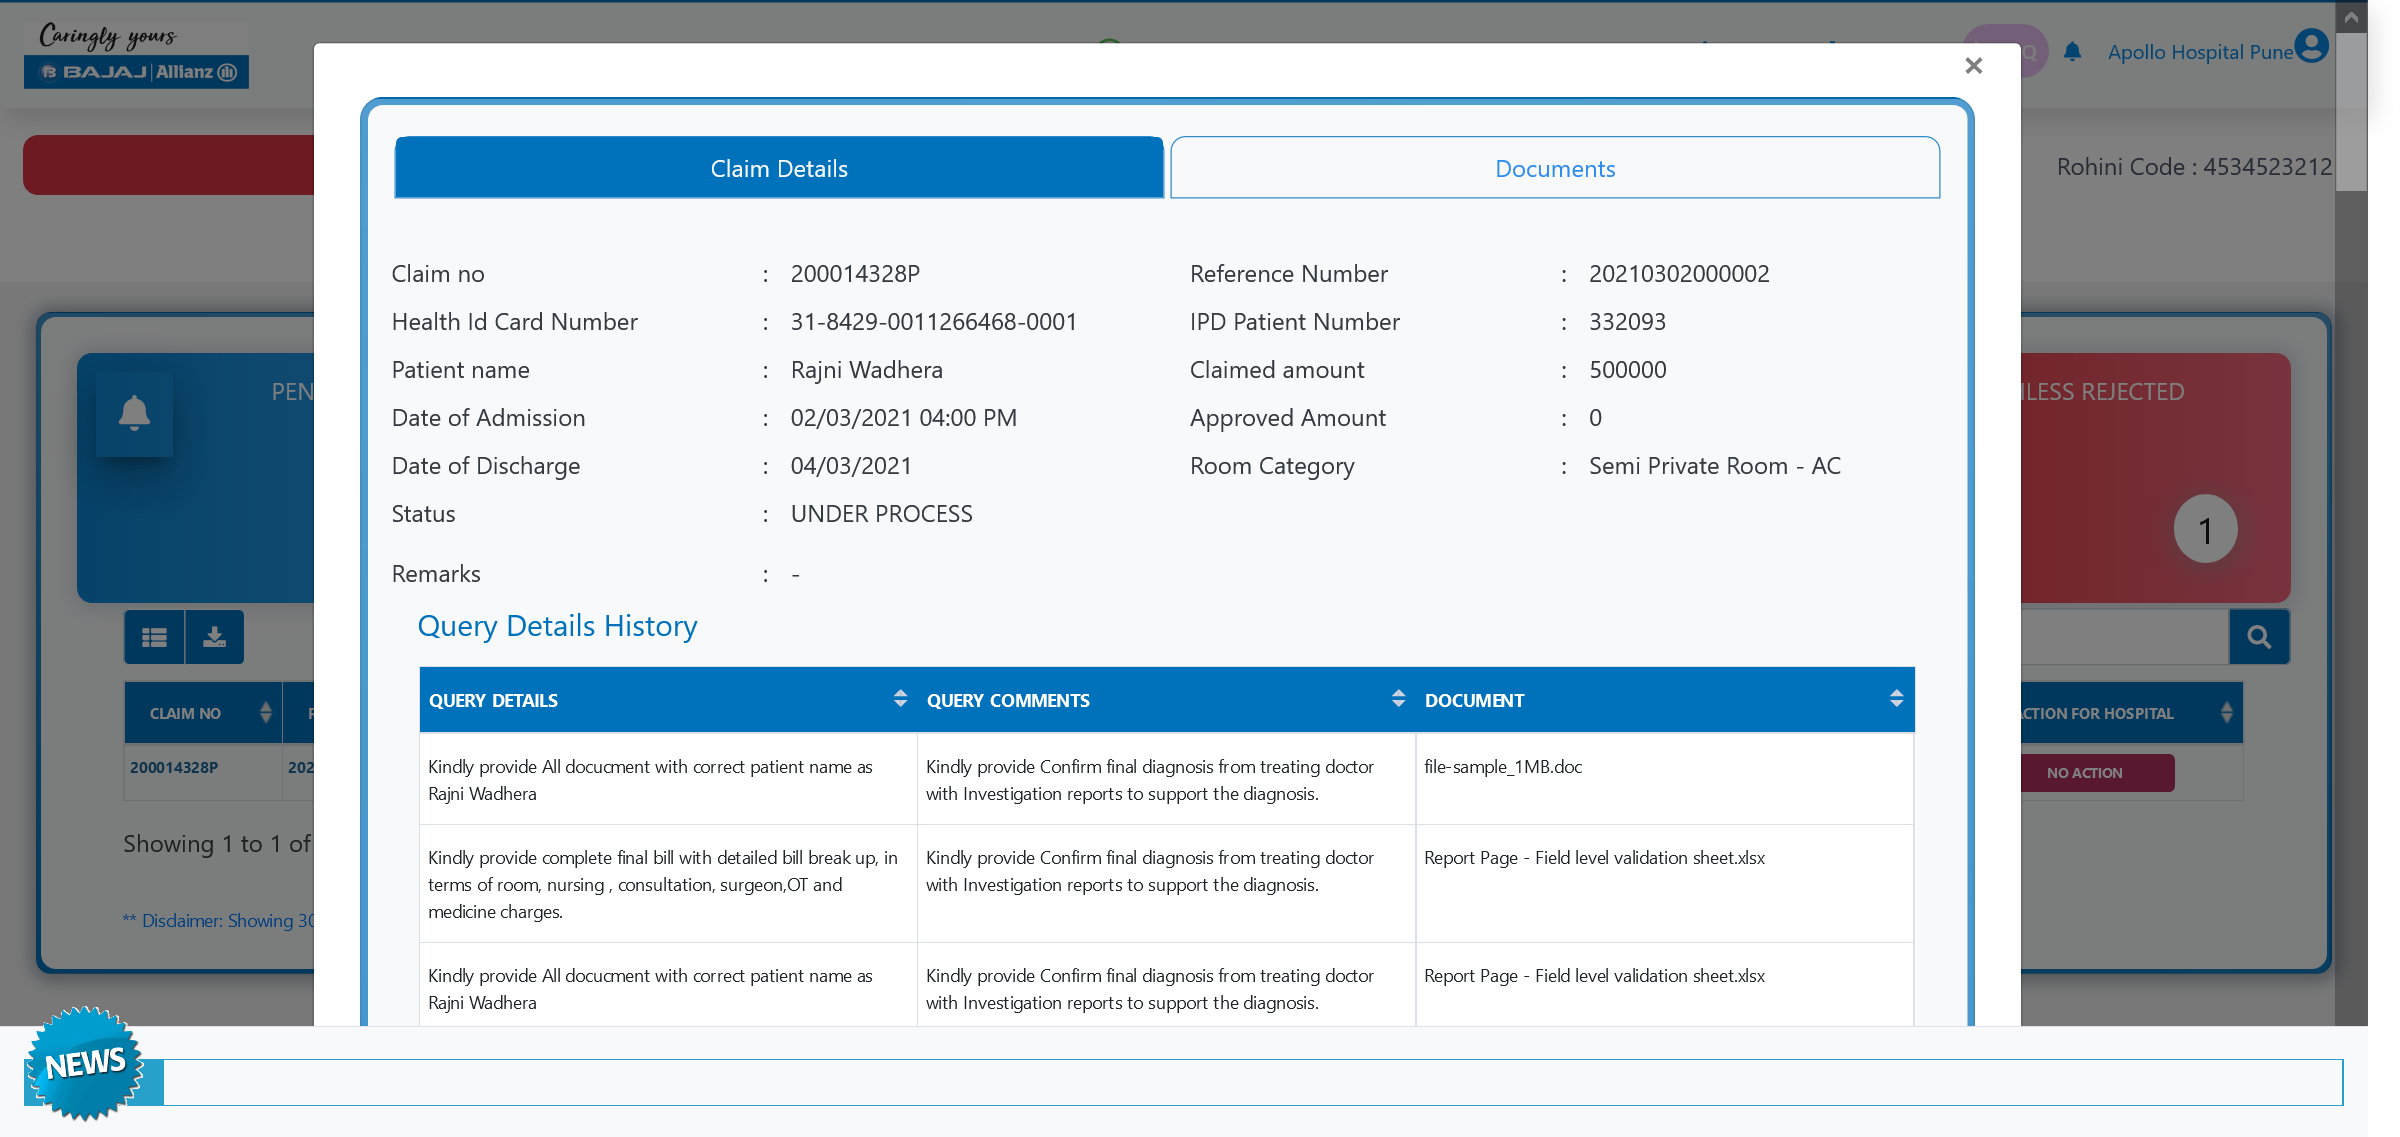 Caringly yours
BAJAJ | Allianz
Q
Apollo Hospital Pune
Rohini Code : 4534523212
×
Claim Details
Documents
Claim no : 200014328P
Reference Number : 20210302000002
Health Id Card Number : 31-8429-0011266468-0001
IPD Patient Number : 332093
Patient name : Rajni Wadhera
Claimed amount : 500000
Date of Admission : 02/03/2021 04:00 PM
Approved Amount : 0
Date of Discharge : 04/03/2021
Room Category : Semi Private Room - AC
Status : UNDER PROCESS
Remarks : -
PEN
LESS REJECTED
1
Query Details History
QUERY DETAILS
QUERY COMMENTS
DOCUMENT
Kindly provide All docucment with correct patient name as
Rajni Wadhera
Kindly provide Confirm final diagnosis from treating doctor
with Investigation reports to support the diagnosis.
file-sample_1MB.doc
Kindly provide complete final bill with detailed bill break up, in
terms of room, nursing , consultation, surgeon,OT and
medicine charges.
Kindly provide Confirm final diagnosis from treating doctor
with Investigation reports to support the diagnosis.
Report Page - Field level validation sheet.xlsx
Kindly provide All docucment with correct patient name as
Rajni Wadhera
Kindly provide Confirm final diagnosis from treating doctor
with Investigation reports to support the diagnosis.
Report Page - Field level validation sheet.xlsx
CLAIM NO
ACTION FOR HOSPITAL
200014328P
202
NO ACTION
Showing 1 to 1 of
** Disclaimer: Showing 30
NEWS